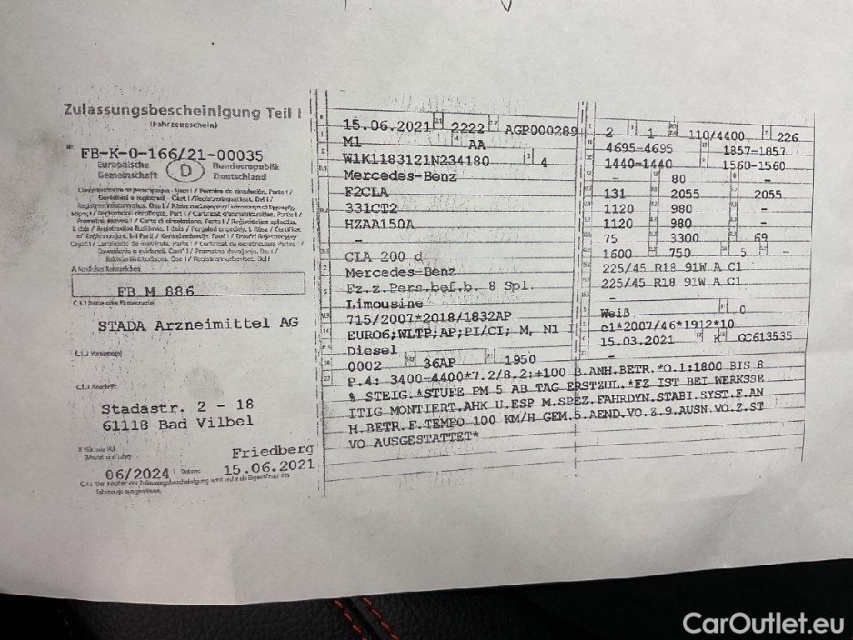 Zulassungsbescheinigung Teil I
(Fahrzeugschein)
FB-K-0-166/21-00035
Europäische Gemeinschaft
D
Bundesrepublik Deutschland
FB M 886
STADA Arzneimittel AG
Stadastr. 2 - 18
61118 Bad Vilbel
Friedberg
06/2024
15.06.2021
15.06.2021 2222 AGP000289
M1 AA
W1K1183121N234180 4
Mercedes-Benz
F2CLA
331CT2
HZAA150A
-
CLA 200 d
Mercedes-Benz
Fz.z.Pers.bef.b. 8 Spl.
Limousine
715/2007*2018/1832AP
EURO6;WLTP;AP;PI/CI; M, N1 I
Diesel
0002 36AP 1950
2 1 110/4400 226
4695-4695 1857-1857
1440-1440 1560-1560
- 80 -
131 2055 2055
1120 980 -
1120 980 -
75 3300 69
1600 750 5 -
225/45 R18 91W A C1
225/45 R18 91W A C1
-
Weiß 0
e1*2007/46*1912*10
15.03.2021 K GC613535
-
P.4: 3400-4400*7.2/8.2:+100 B.ANH.BETR.*O.1:1800 BIS 8
% STEIG.*STUFE PM 5 AB TAG ERSTZUL.*FZ IST BEI WERKSSE
ITIG MONTIERT.AHK U.ESP M.SPEZ.FAHRDYN.STABI.SYST.F.AN
H.BETR.F.TEMPO 100 KM/H GEM.5.AEND.VO.Z.9.AUSN.VO.Z.ST
VO AUSGESTATTET*
CarOutlet.eu